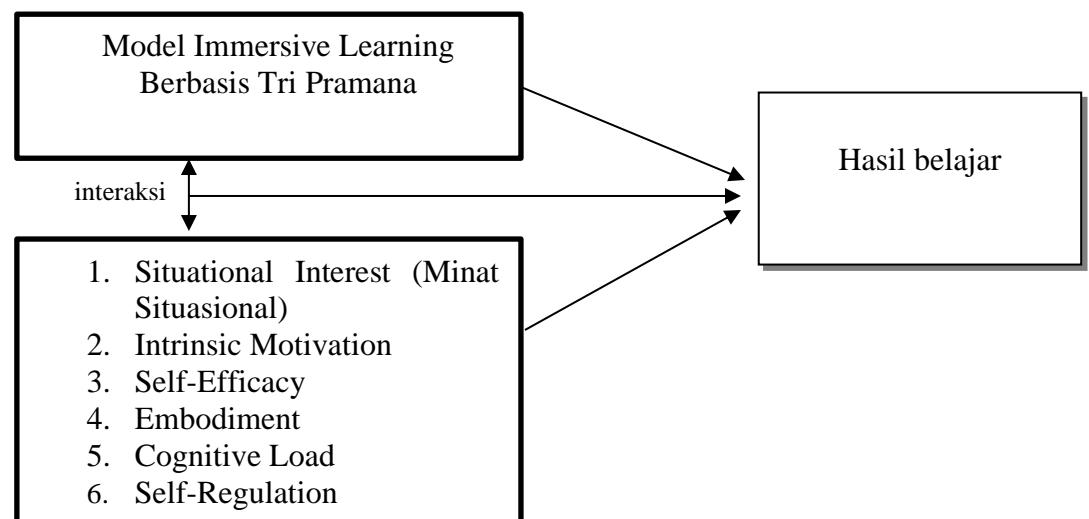 Model Immersive Learning
Berbasis Tri Pramana
Hasil belajar
interaksi
1. Situational Interest (Minat
Situasional)
2. Intrinsic Motivation
3. Self-Efficacy
4. Embodiment
5. Cognitive Load
6. Self-Regulation